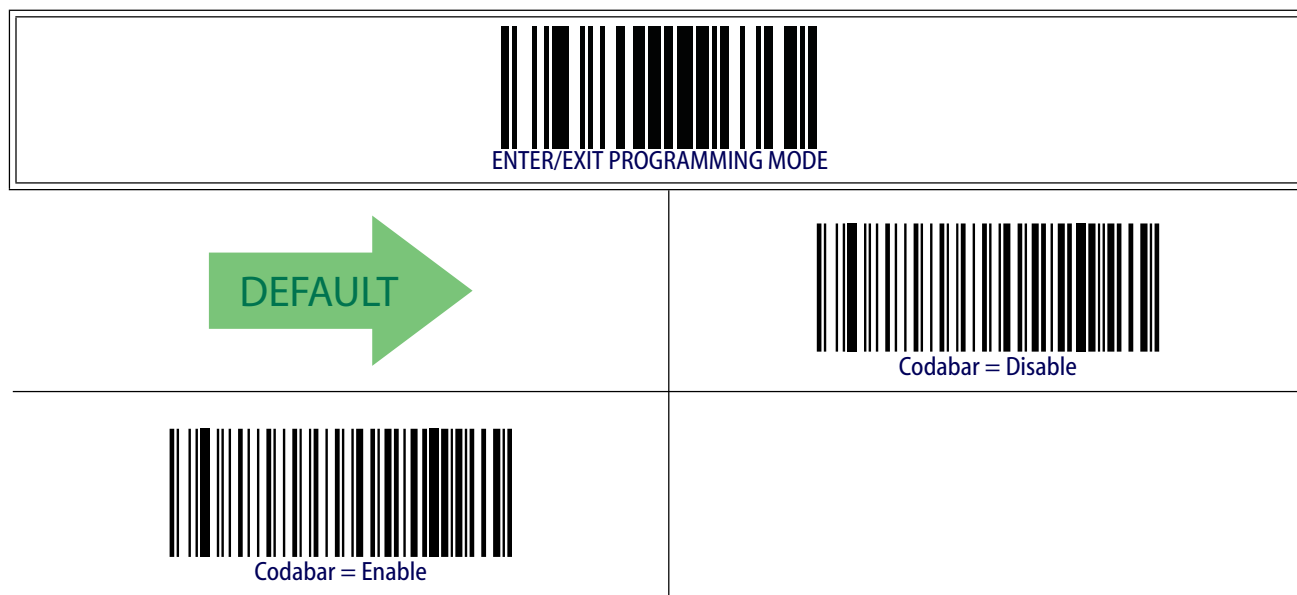 ENTER/EXIT PROGRAMMING MODE
DEFAULT
Codabar = Disable
Codabar = Enable